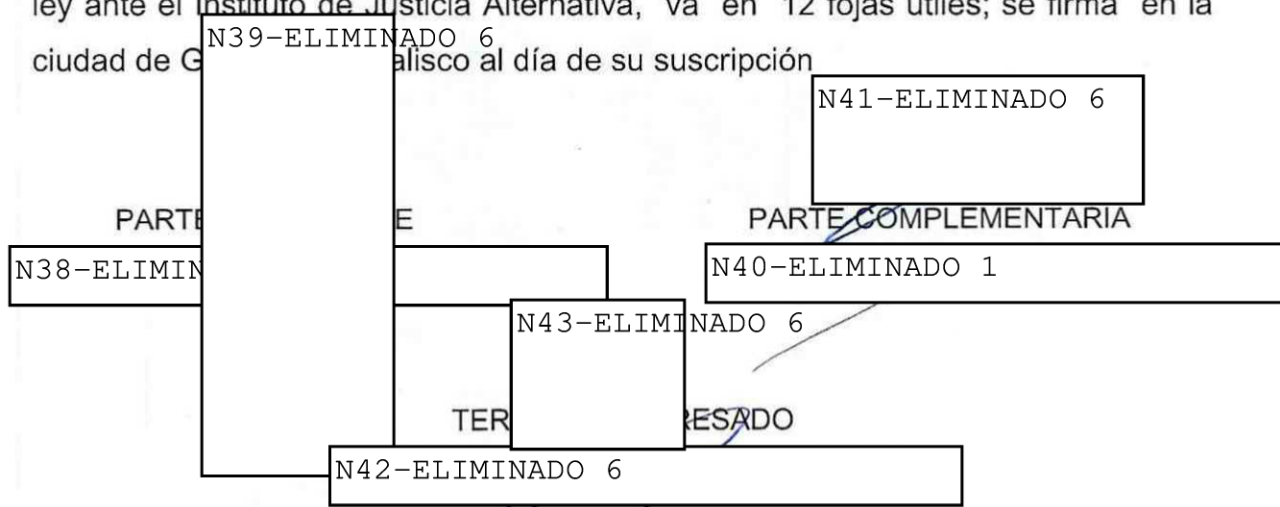 ley ante el Instituto de Justicia Alternativa, va en 12 fojas útiles; se firma en la
N39-ELIMINADO 6
ciudad de G alisco al día de su suscripción
N41-ELIMINADO 6
PARTE E PARTE COMPLEMENTARIA
N38-ELIMIN N40-ELIMINADO 1
N43-ELIMINADO 6
TER RESADO
N42-ELIMINADO 6